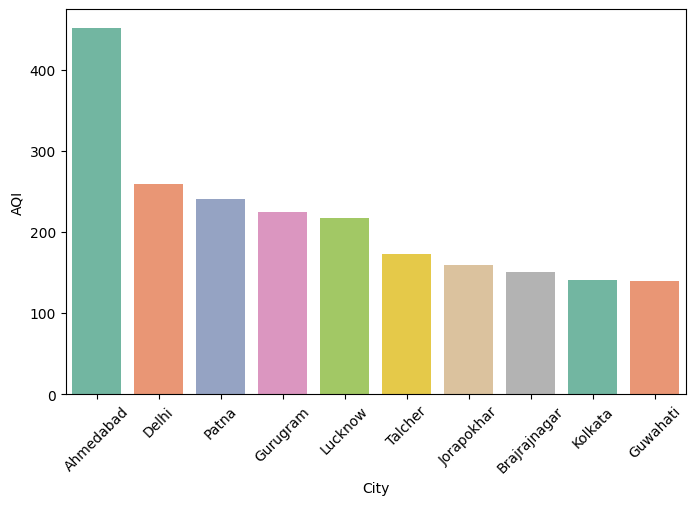 400
300
200
100
0
AQI
Ahmedabad
Delhi
Patna
Gurugram
Lucknow
Talcher
Jorapokhar
Brajrajnagar
Kolkata
Guwahati
City